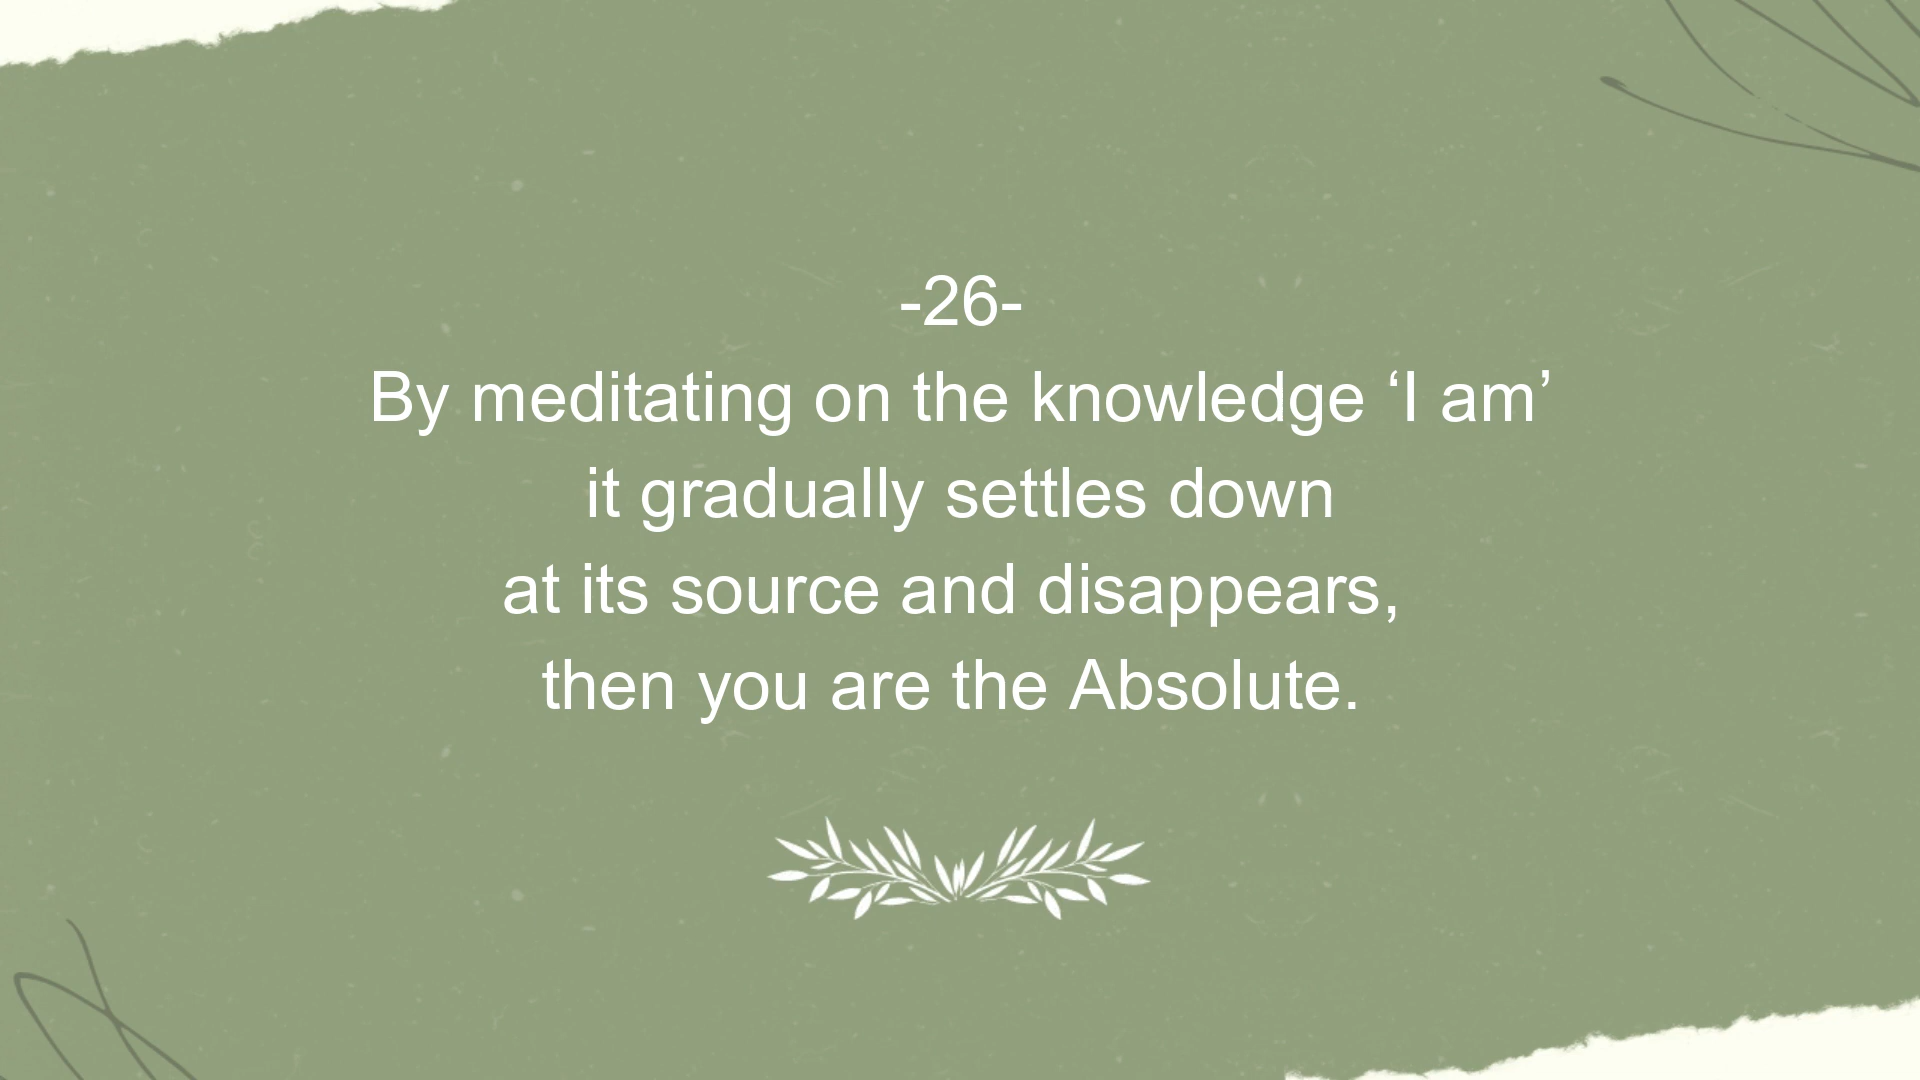 -26-
By meditating on the knowledge ‘I am’
it gradually settles down
at its source and disappears,
then you are the Absolute.